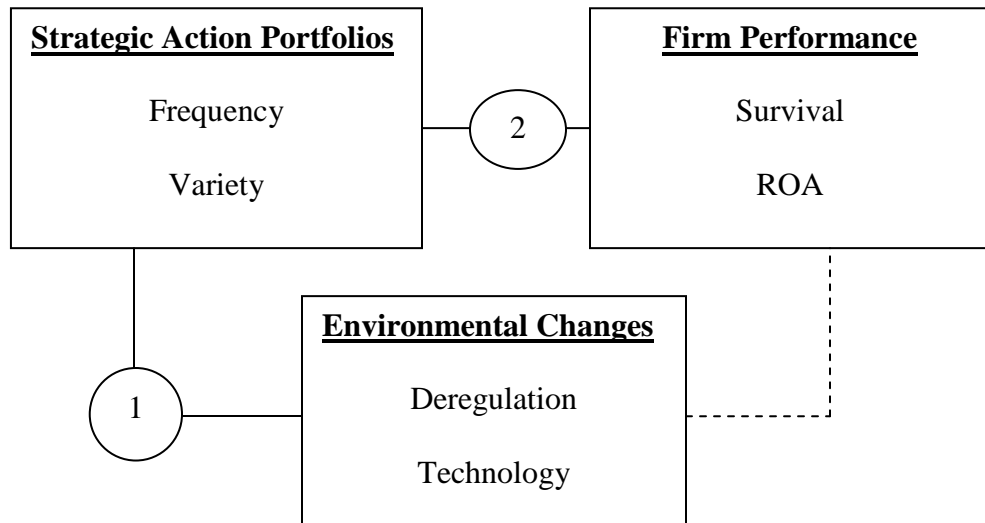 Strategic Action Portfolios
Frequency
Variety
2
Firm Performance
Survival
ROA
1
Environmental Changes
Deregulation
Technology